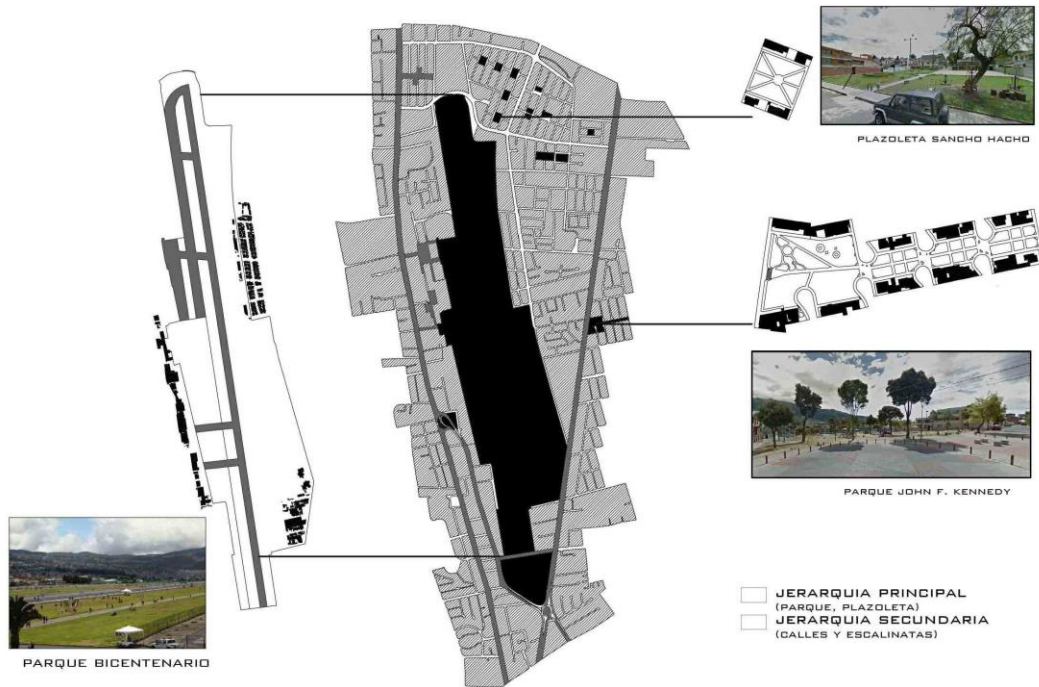 PLAZOLETA SANCHO HACHO
PARQUE JOHN F. KENNEDY
JERARQUIA PRINCIPAL
(PARQUE, PLAZOLETA)
JERARQUIA SECUNDARIA
(CALLES Y ESCALINATAS)
PARQUE BICENTENARIO